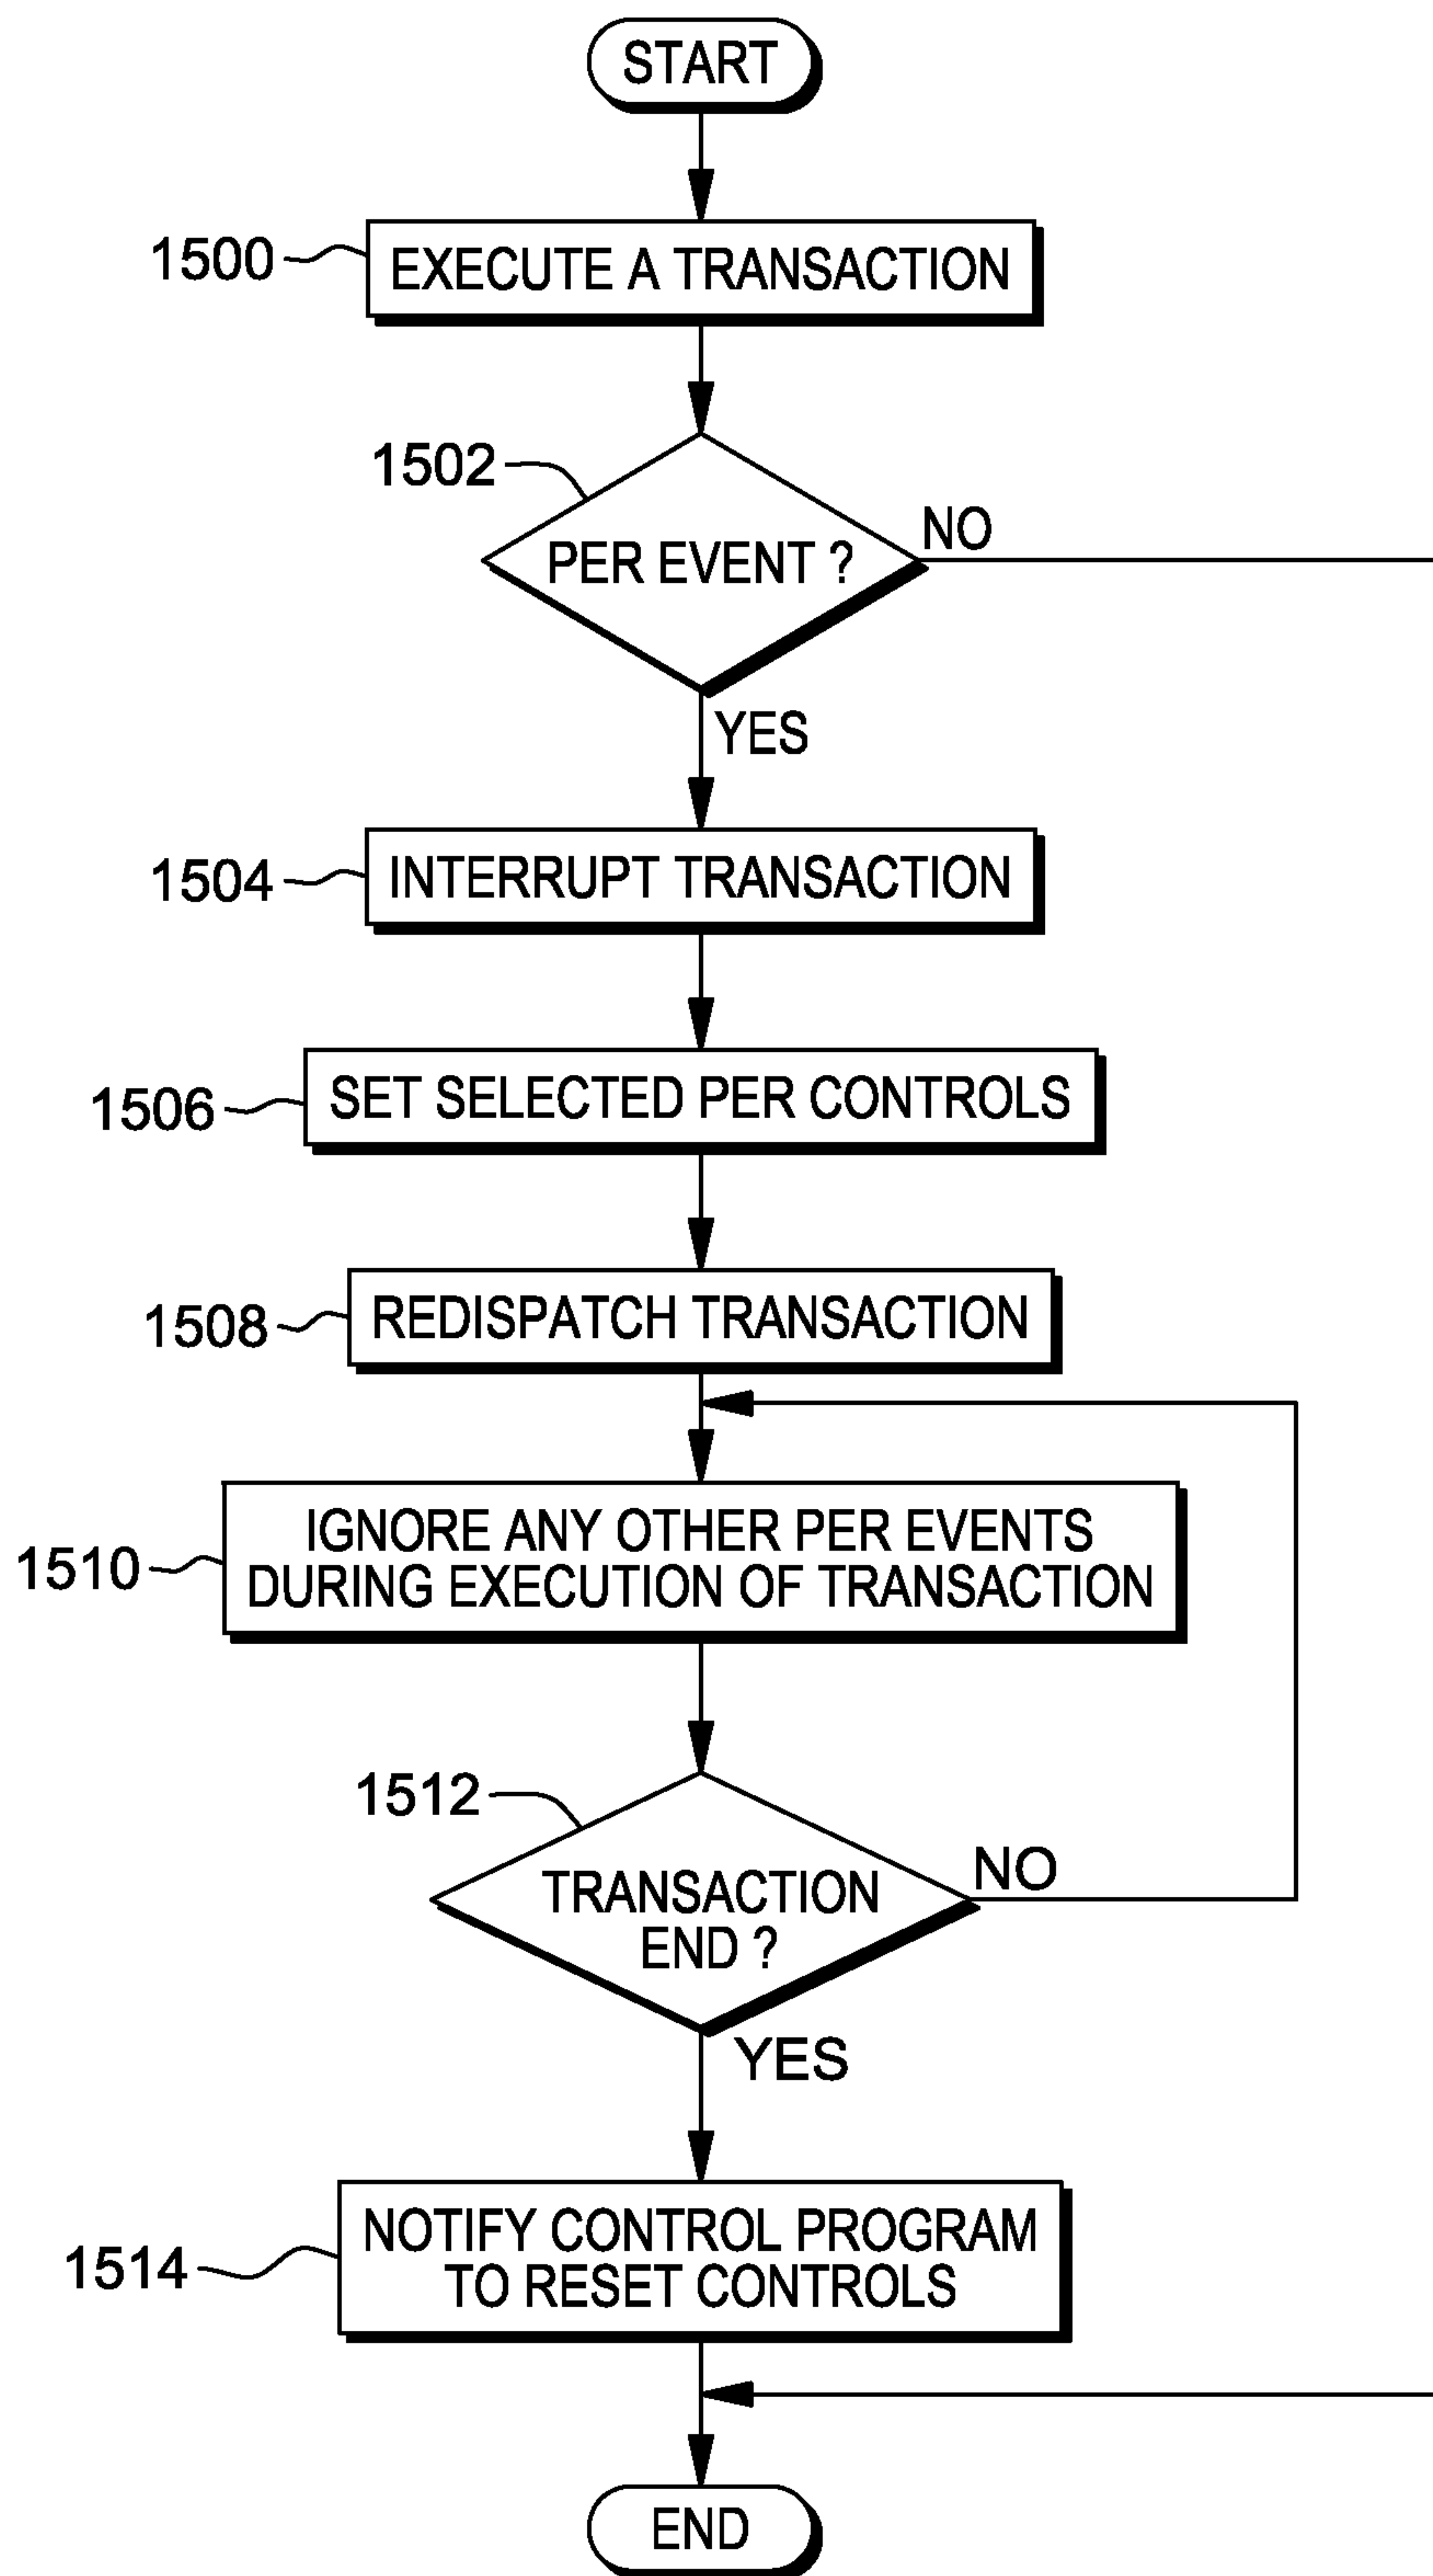 START
1500
EXECUTE A TRANSACTION
1502
PER EVENT ?
NO
YES
1504
INTERRUPT TRANSACTION
1506
SET SELECTED PER CONTROLS
1508
REDISPATCH TRANSACTION
1510
IGNORE ANY OTHER PER EVENTS
DURING EXECUTION OF TRANSACTION
1512
TRANSACTION
END ?
NO
YES
1514
NOTIFY CONTROL PROGRAM
TO RESET CONTROLS
END